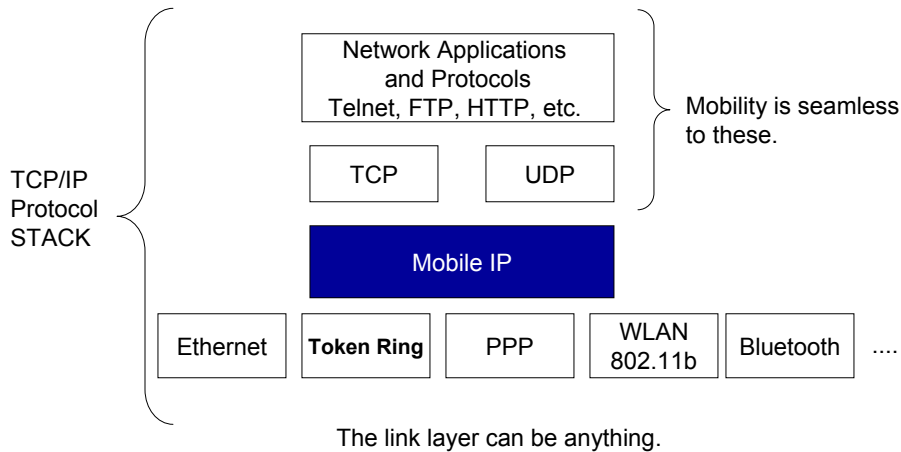 Network Applications
and Protocols
Telnet, FTP, HTTP, etc.
Mobility is seamless
to these.
TCP
UDP
TCP/IP
Protocol
STACK
Mobile IP
Ethernet
Token Ring
PPP
WLAN
802.11b
Bluetooth
....
The link layer can be anything.